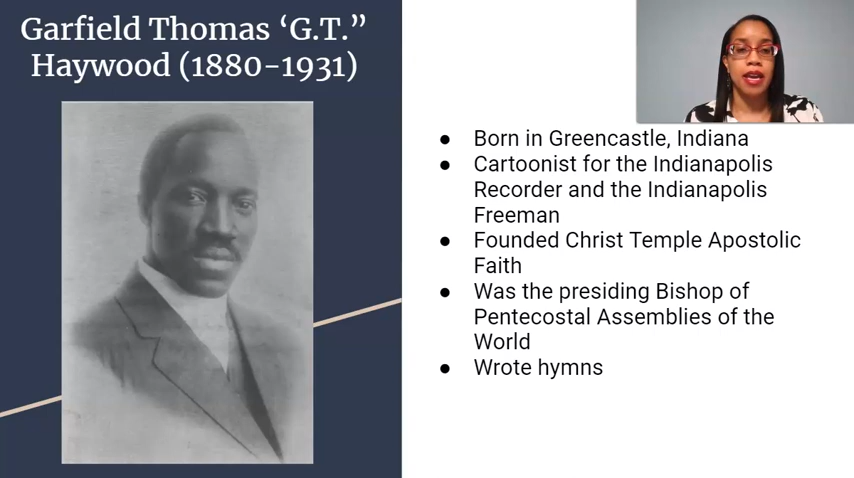 Garfield Thomas ‘G.T.”
Haywood (1880-1931)
● Born in Greencastle, Indiana
● Cartoonist for the Indianapolis
Recorder and the Indianapolis
Freeman
● Founded Christ Temple Apostolic
Faith
● Was the presiding Bishop of
Pentecostal Assemblies of the
World
● Wrote hymns